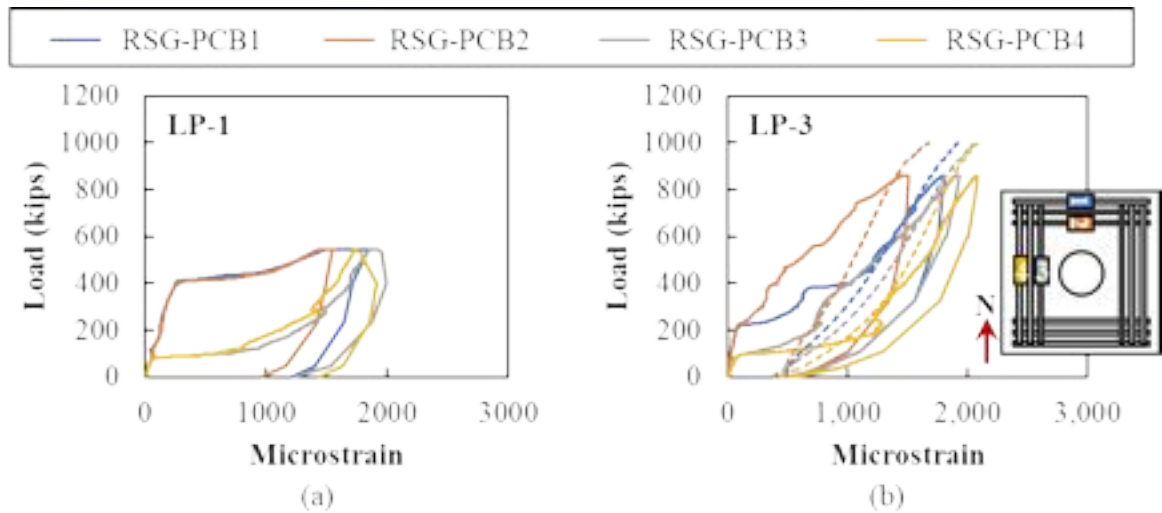 RSG-PCB1 RSG-PCB2 RSG-PCB3 RSG-PCB4
1200
1000
800
600
400
200
0
Load (kips)
LP-1
0 1000 2000 3000
Microstrain
(a)
1200
1000
800
600
400
200
0
Load (kips)
LP-3
0 1,000 2,000 3,000
Microstrain
(b)
N